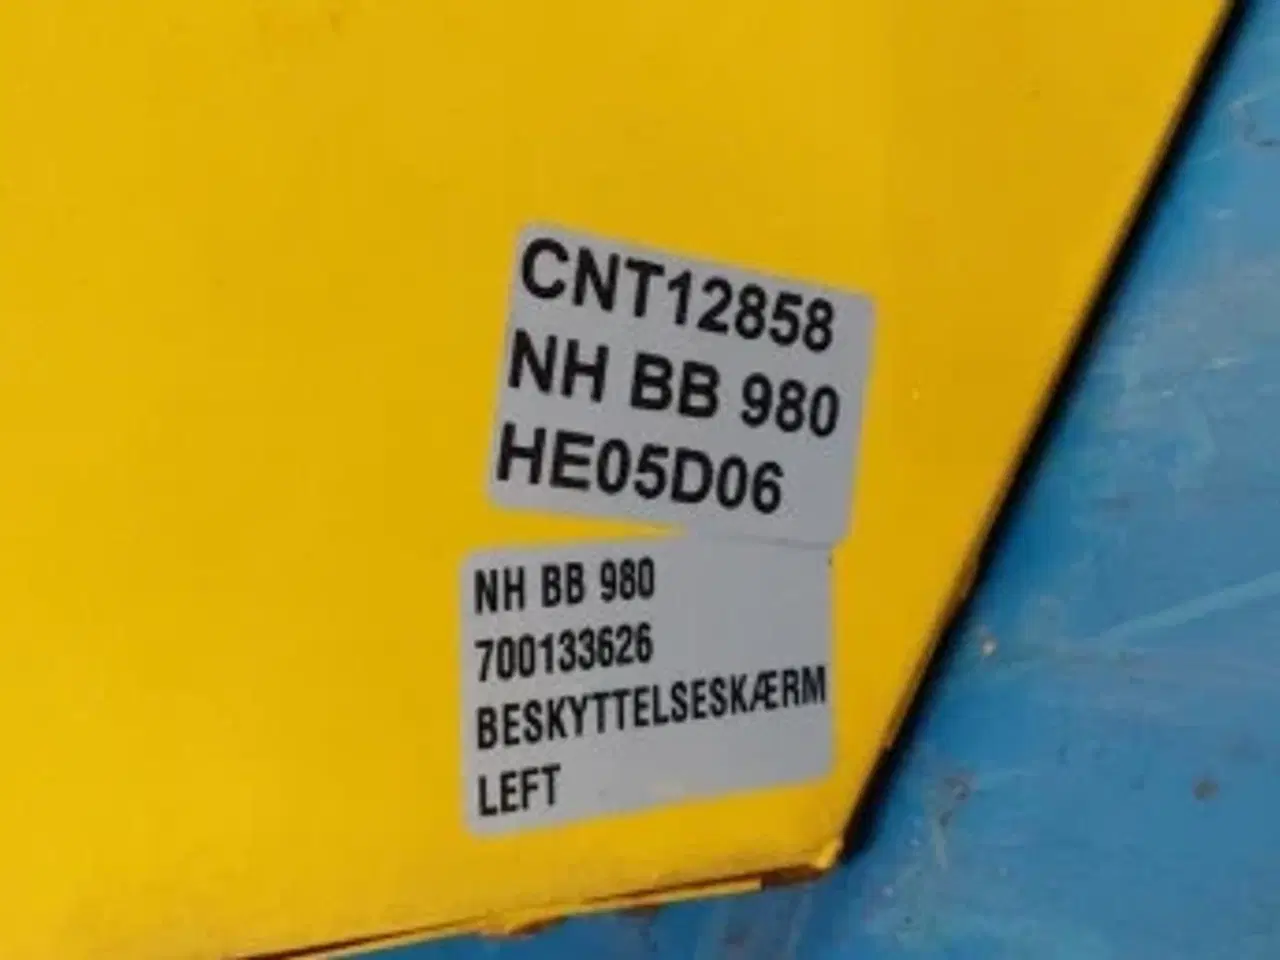 CNT12858
NH BB 980
HE05D06
NH BB 980
700133626
BESKYTTELSESKÆRM
LEFT